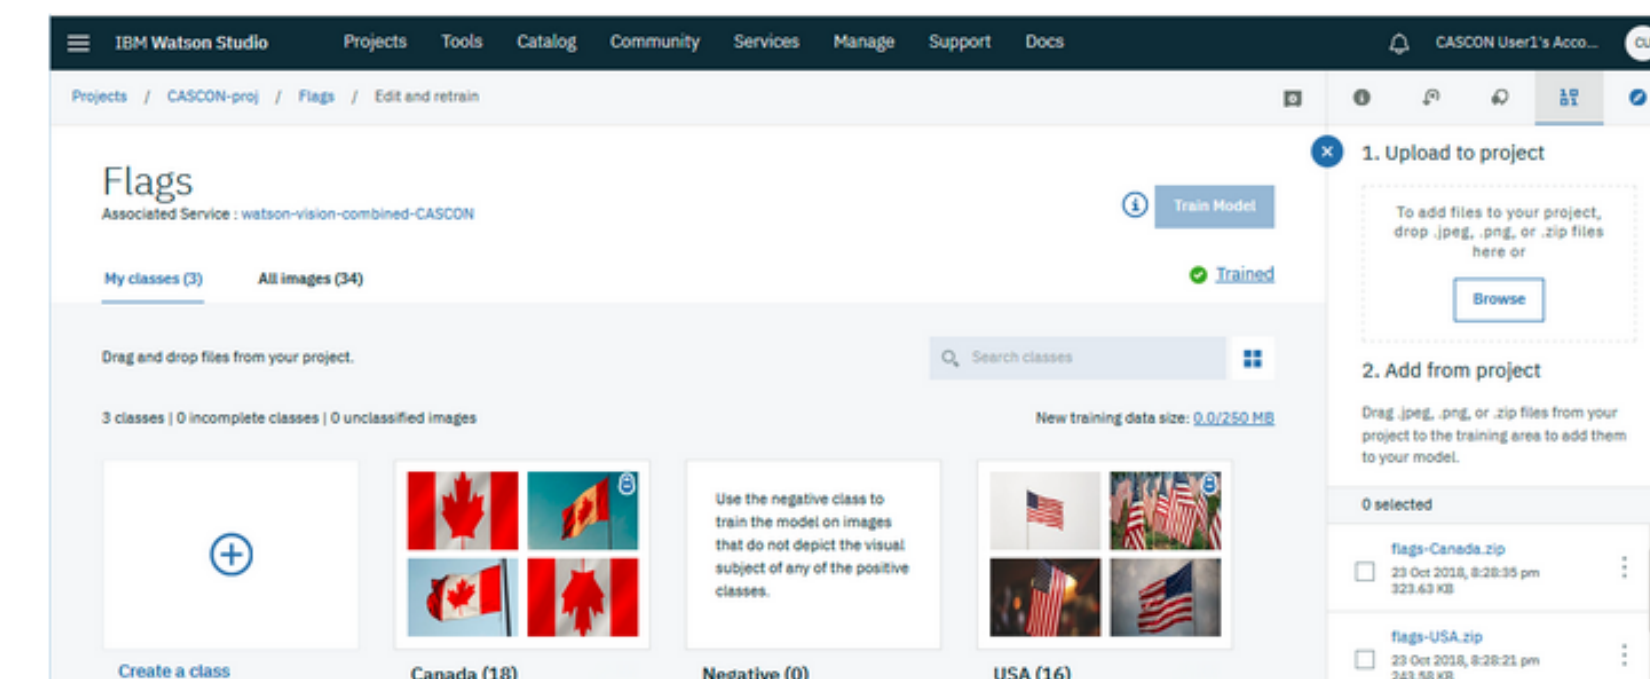 IBM Watson Studio Projects Tools Catalog Community Services Manage Support Docs CASCON User1's Acco... CU
Projects / CASCON-proj / Flags / Edit and retrain
Flags
Associated Service : watson-vision-combined-CASCON
Train Model
My classes (3) All images (34)
Trained
Drag and drop files from your project.
Search classes
3 classes | 0 incomplete classes | 0 unclassified images
New training data size: 0.0/250 MB
Create a class
Canada (18)
Use the negative class to
train the model on images
that do not depict the visual
subject of any of the positive
classes.
Negative (0)
USA (16)
1. Upload to project
To add files to your project,
drop .jpeg, .png, or .zip files
here or
Browse
2. Add from project
Drag .jpeg, .png, or .zip files from your
project to the training area to add them
to your model.
0 selected
flags-Canada.zip
23 Oct 2018, 8:28:35 pm
323.63 KB
flags-USA.zip
23 Oct 2018, 8:28:21 pm
243.58 KB